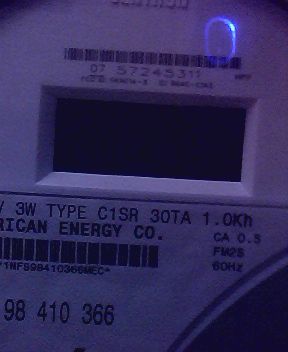 07 57245311
V 3W TYPE C1SR 30TA 1.0Kh
RICAN ENERGY CO.
CA 0.5
FM2S
60Hz
*1NFS98410366MEC*
98 410 366